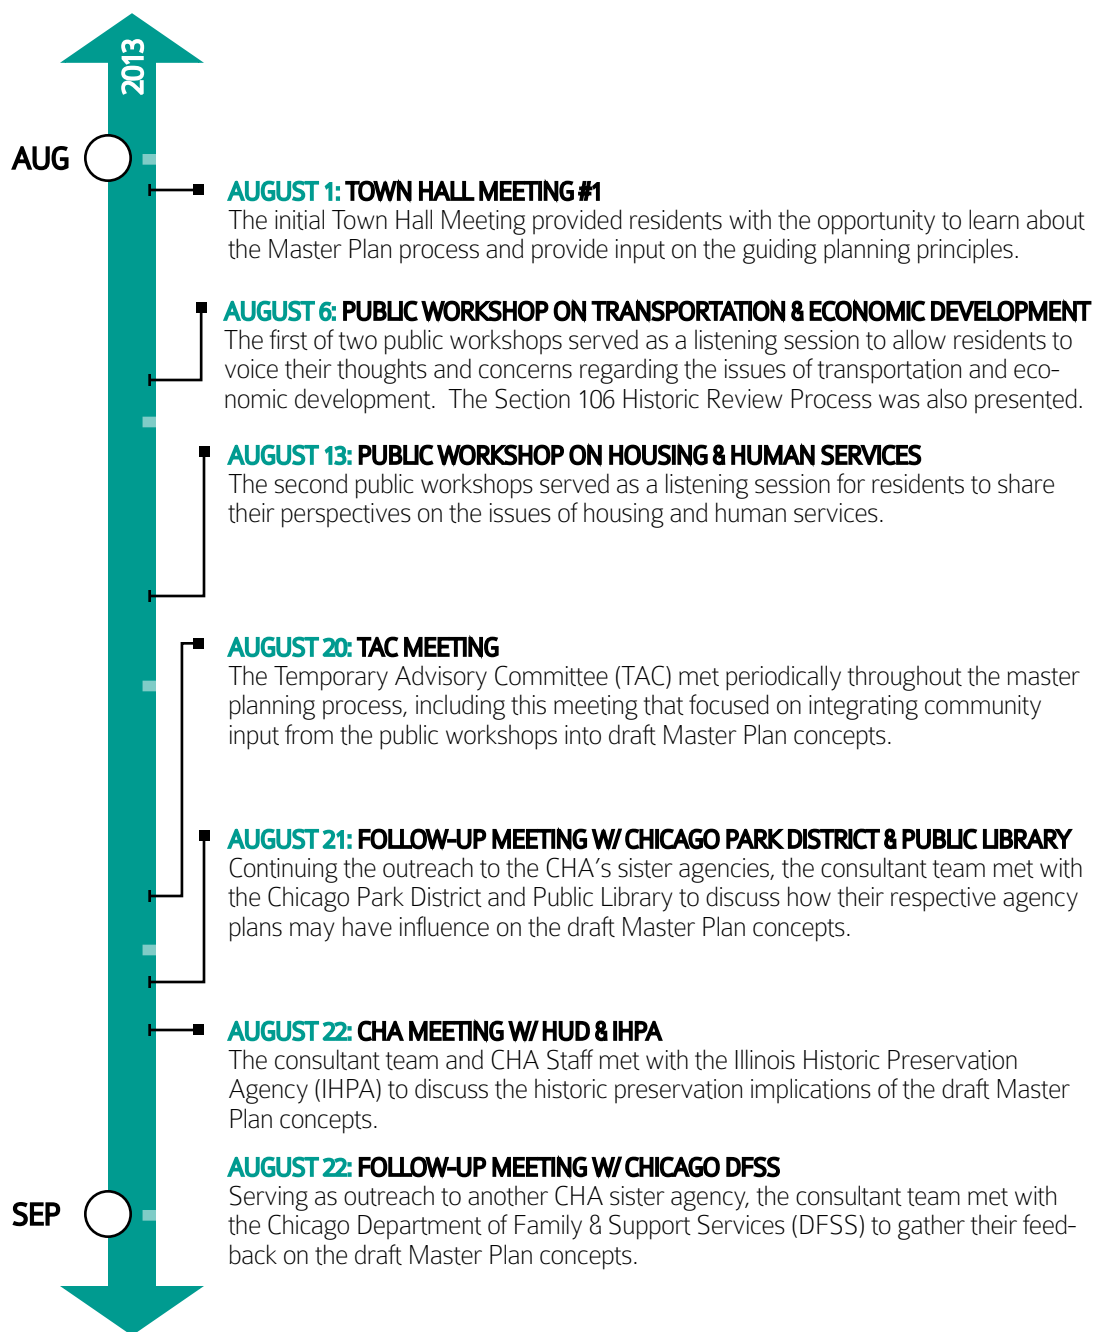 2013
AUG
AUGUST 1: TOWN HALL MEETING #1
The initial Town Hall Meeting provided residents with the opportunity to learn about
the Master Plan process and provide input on the guiding planning principles.
AUGUST 6: PUBLIC WORKSHOP ON TRANSPORTATION & ECONOMIC DEVELOPMENT
The first of two public workshops served as a listening session to allow residents to
voice their thoughts and concerns regarding the issues of transportation and eco-
nomic development.  The Section 106 Historic Review Process was also presented.
AUGUST 13: PUBLIC WORKSHOP ON HOUSING & HUMAN SERVICES
The second public workshops served as a listening session for residents to share
their perspectives on the issues of housing and human services.
AUGUST 20: TAC MEETING
The Temporary Advisory Committee (TAC) met periodically throughout the master
planning process, including this meeting that focused on integrating community
input from the public workshops into draft Master Plan concepts.
AUGUST 21: FOLLOW-UP MEETING W/ CHICAGO PARK DISTRICT & PUBLIC LIBRARY
Continuing the outreach to the CHA's sister agencies, the consultant team met with
the Chicago Park District and Public Library to discuss how their respective agency
plans may have influence on the draft Master Plan concepts.
AUGUST 22: CHA MEETING W/ HUD & IHPA
The consultant team and CHA Staff met with the Illinois Historic Preservation
Agency (IHPA) to discuss the historic preservation implications of the draft Master
Plan concepts.
AUGUST 22: FOLLOW-UP MEETING W/ CHICAGO DFSS
SEP
Serving as outreach to another CHA sister agency, the consultant team met with
the Chicago Department of Family & Support Services (DFSS) to gather their feed-
back on the draft Master Plan concepts.